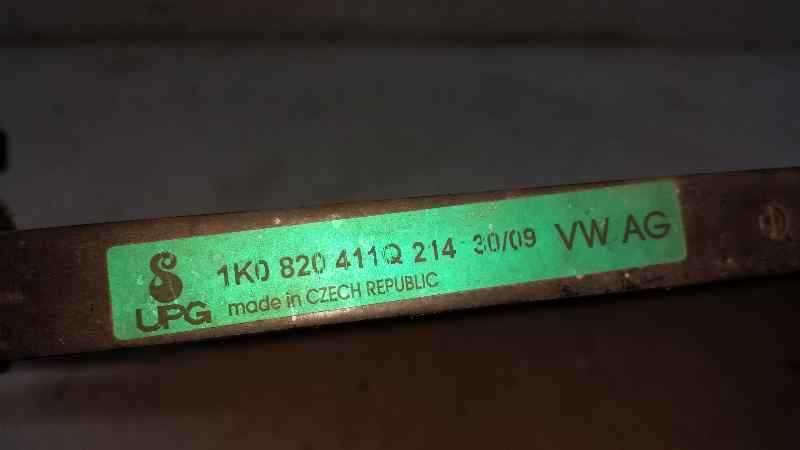 1K0 820 411Q 214 30/09 VW AG
UPG made in CZECH REPUBLIC